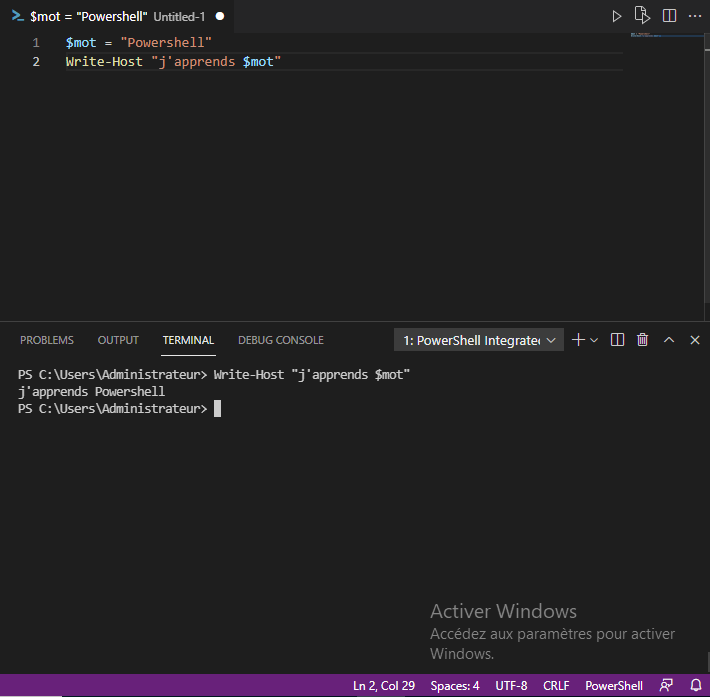 $mot = "Powershell" Untitled-1
1 $mot = "Powershell"
2 Write-Host "j'apprends $mot"
PROBLEMS OUTPUT TERMINAL DEBUG CONSOLE 1: PowerShell Integrate
PS C:\Users\Administrateur> Write-Host "j'apprends $mot"
j'apprends Powershell
PS C:\Users\Administrateur>
Activer Windows
Accédez aux paramètres pour activer
Windows.
Ln 2, Col 29 Spaces: 4 UTF-8 CRLF PowerShell